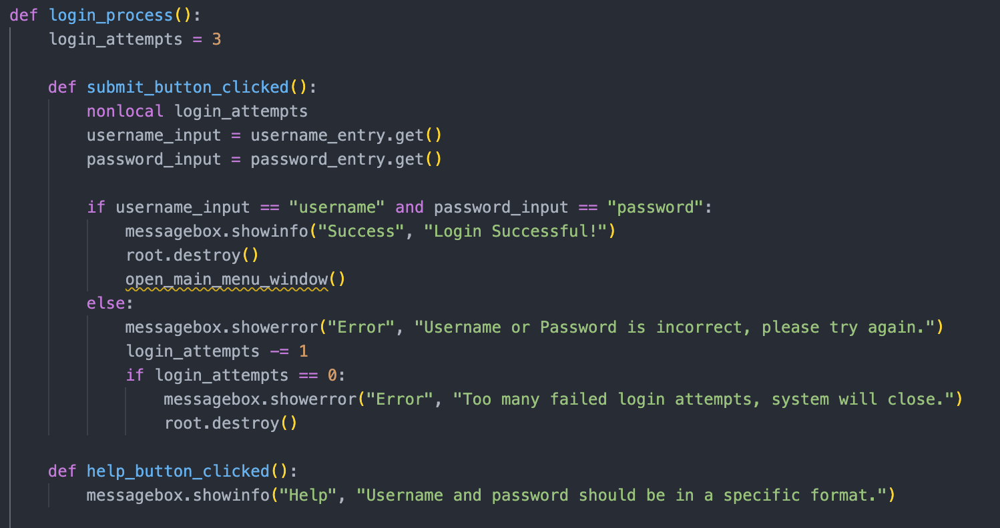 def login_process():
    login_attempts = 3

    def submit_button_clicked():
        nonlocal login_attempts
        username_input = username_entry.get()
        password_input = password_entry.get()

        if username_input == "username" and password_input == "password":
            messagebox.showinfo("Success", "Login Successful!")
            root.destroy()
            open_main_menu_window()
        else:
            messagebox.showerror("Error", "Username or Password is incorrect, please try again.")
            login_attempts -= 1
            if login_attempts == 0:
                messagebox.showerror("Error", "Too many failed login attempts, system will close.")
                root.destroy()

    def help_button_clicked():
        messagebox.showinfo("Help", "Username and password should be in a specific format.")